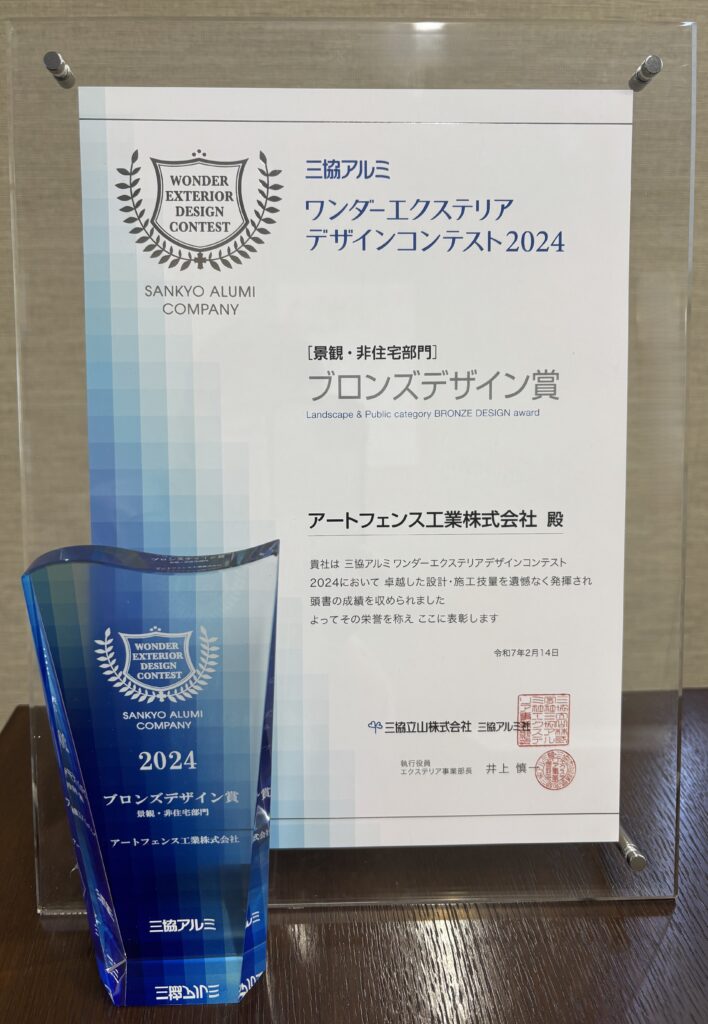 WONDER
EXTERIOR
DESIGN
CONTEST
SANKYO ALUMI
COMPANY
三協アルミ
ワンダーエクステリア
デザインコンテスト2024
［景観・非住宅部門］
ブロンズデザイン賞
Landscape & Public category BRONZE DESIGN award
アートフェンス工業株式会社 殿
貴社は 三協アルミ ワンダーエクステリアデザインコンテスト
2024において 卓越した設計・施工技量を遺憾なく発揮され
頭書の成績を収められました
よってその栄誉を称え ここに表彰します
令和7年2月14日
三協立山株式会社 三協アルミ社
執行役員
エクステリア事業部長 井上 慎一
WONDER
EXTERIOR
DESIGN
CONTEST
SANKYO ALUMI
COMPANY
2024
ブロンズデザイン賞
景観・非住宅部門
アートフェンス工業株式会社
三協アルミ